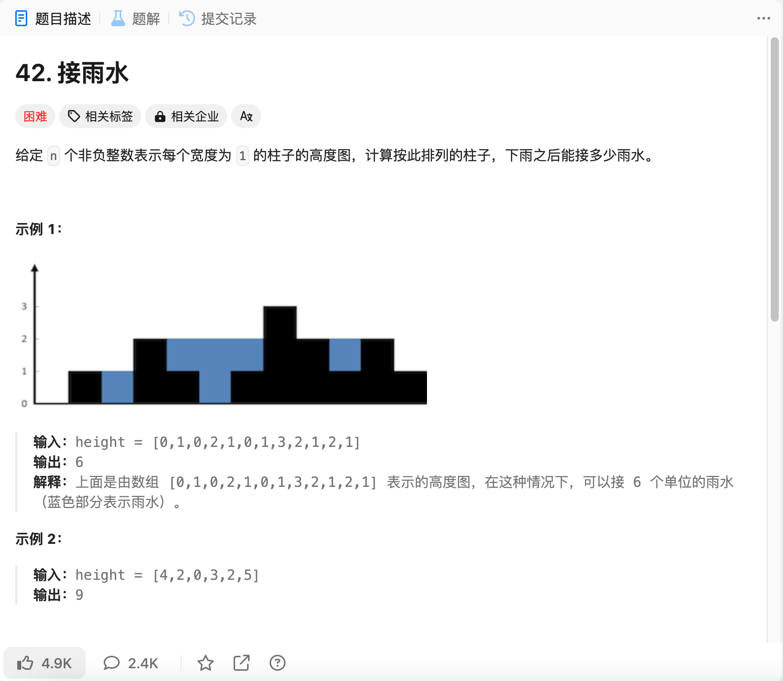 题目描述 题解 提交记录
42. 接雨水
困难 相关标签 相关企业 Aあ
给定 n 个非负整数表示每个宽度为 1 的柱子的高度图，计算按此排列的柱子，下雨之后能接多少雨水。
示例 1：
3
2
1
0
输入：height = [0,1,0,2,1,0,1,3,2,1,2,1]
输出：6
解释：上面是由数组 [0,1,0,2,1,0,1,3,2,1,2,1] 表示的高度图，在这种情况下，可以接 6 个单位的雨水
（蓝色部分表示雨水）。
示例 2：
输入：height = [4,2,0,3,2,5]
输出：9
4.9K 2.4K